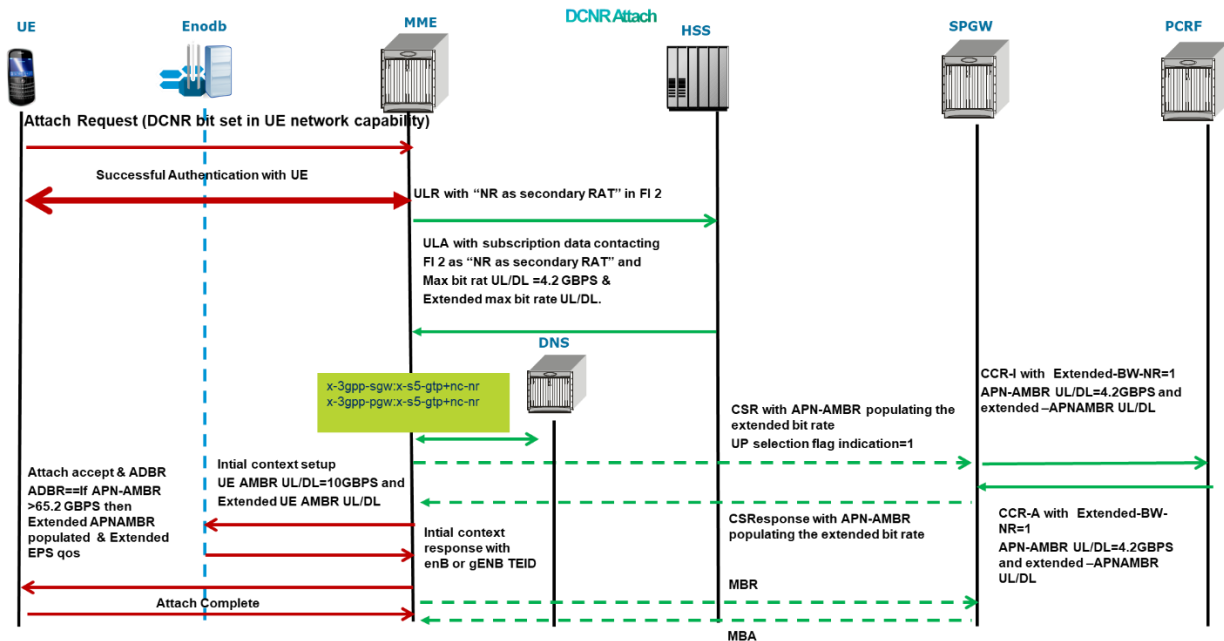 DCNR Attach
UE
Enodb
MME
HSS
SPGW
PCRF
Attach Request (DCNR bit set in UE network capability)
Successful Authentication with UE
ULR with “NR as secondary RAT” in FI 2
ULA with subscription data contacting
FI 2 as “NR as secondary RAT” and
Max bit rat UL/DL =4.2 GBPS &
Extended max bit rate UL/DL.
DNS
x-3gpp-sgw:x-s5-gtp+nc-nr
x-3gpp-pgw:x-s5-gtp+nc-nr
CSR with APN-AMBR populating the
extended bit rate
UP selection flag indication=1
CCR-I with Extended-BW-NR=1
APN-AMBR UL/DL=4.2GBPS and
extended –APNAMBR UL/DL
Attach accept & ADBR
ADBR==If APN-AMBR
>65.2 GBPS then
Extended APNAMBR
populated & Extended
EPS qos
Intial context setup
UE AMBR UL/DL=10GBPS and
Extended UE AMBR UL/DL
Intial context
response with
enB or gENB TEID
CSResponse with APN-AMBR
populating the extended bit rate
CCR-A with Extended-BW-
NR=1
APN-AMBR UL/DL=4.2GBPS
and extended –APNAMBR
UL/DL
Attach Complete
MBR
MBA